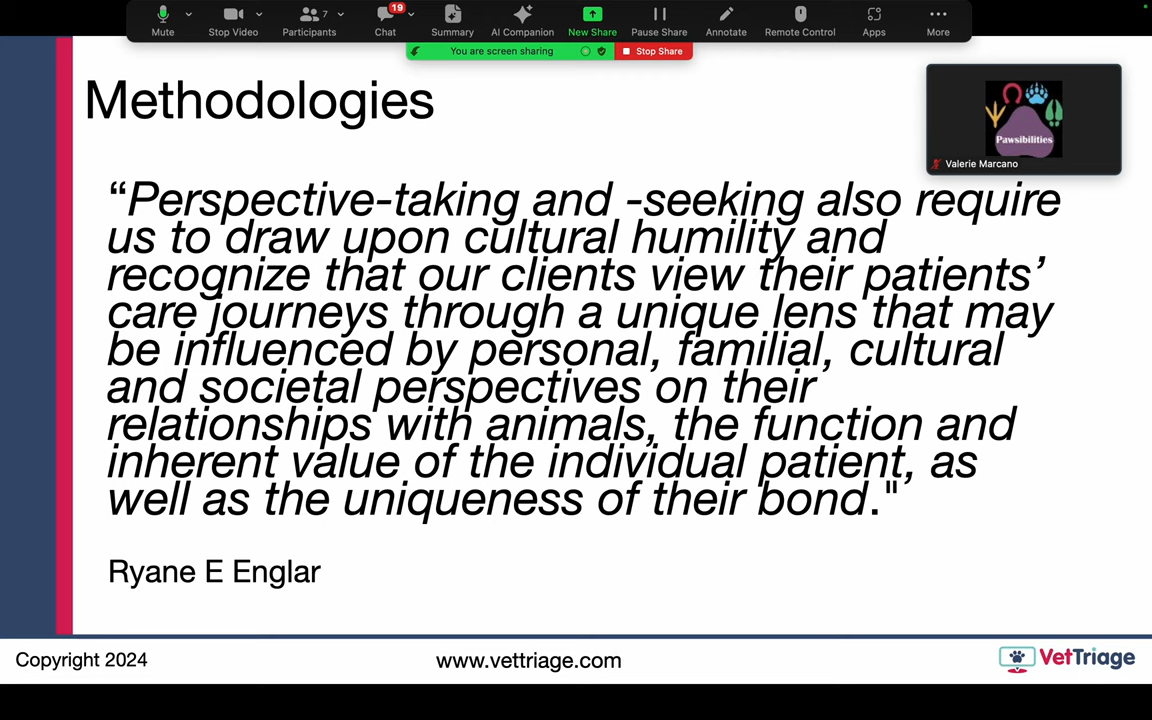 Mute
Stop Video
7
Participants
19
Chat
Summary
AI Companion
New Share
Pause Share
Annotate
Remote Control
Apps
More
You are screen sharing
Stop Share
Methodologies
Pawsibilities
Valerie Marcano
“Perspective-taking and -seeking also require
us to draw upon cultural humility and
recognize that our clients view their patients’
care journeys through a unique lens that may
be influenced by personal, familial, cultural
and societal perspectives on their
relationships with animals, the function and
inherent value of the individual patient, as
well as the uniqueness of their bond."
Ryane E Englar
Copyright 2024
www.vettriage.com
VetTriage